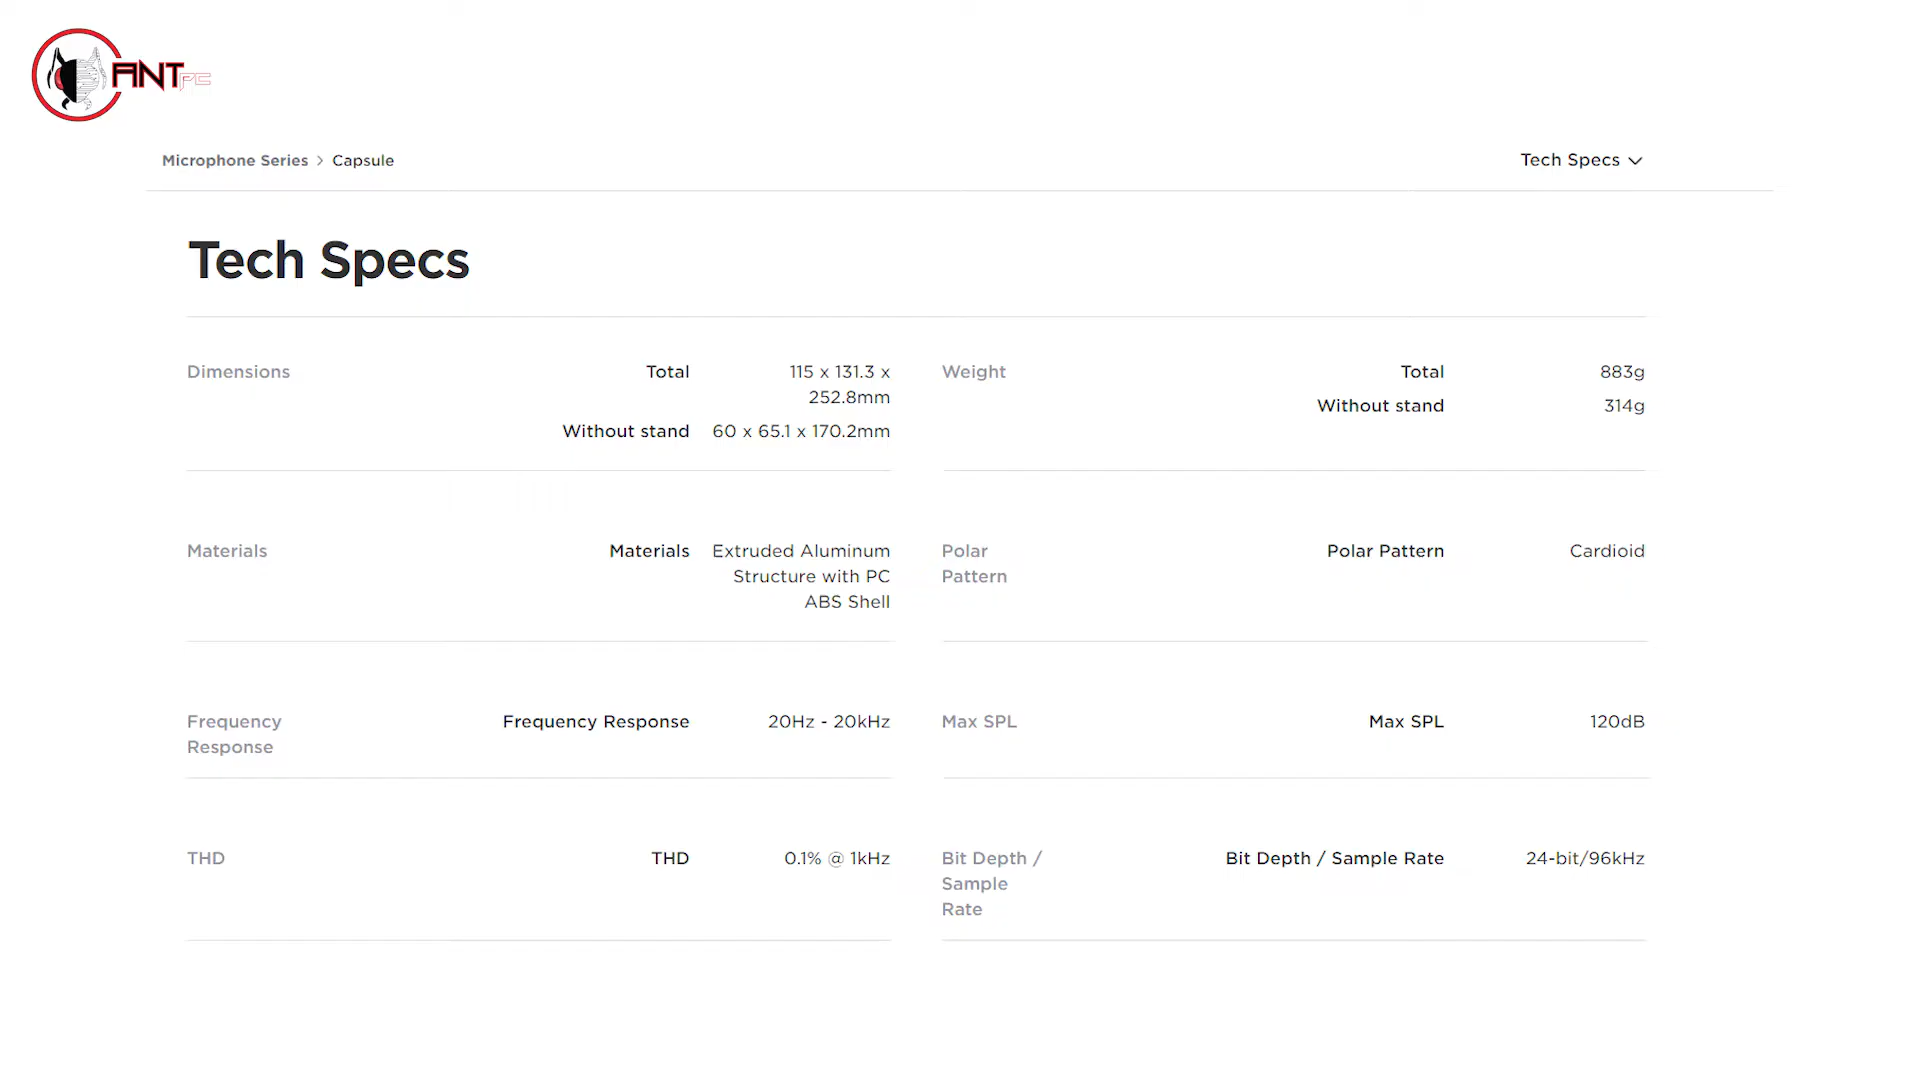 ANT PC
Microphone Series > Capsule
Tech Specs
Tech Specs
Dimensions
Total
115 x 131.3 x
252.8mm
Without stand
60 x 65.1 x 170.2mm
Weight
Total
883g
Without stand
314g
Materials
Materials
Extruded Aluminum
Structure with PC
ABS Shell
Polar
Pattern
Polar Pattern
Cardioid
Frequency
Response
Frequency Response
20Hz - 20kHz
Max SPL
Max SPL
120dB
THD
THD
0.1% @ 1kHz
Bit Depth /
Sample
Rate
Bit Depth / Sample Rate
24-bit/96kHz